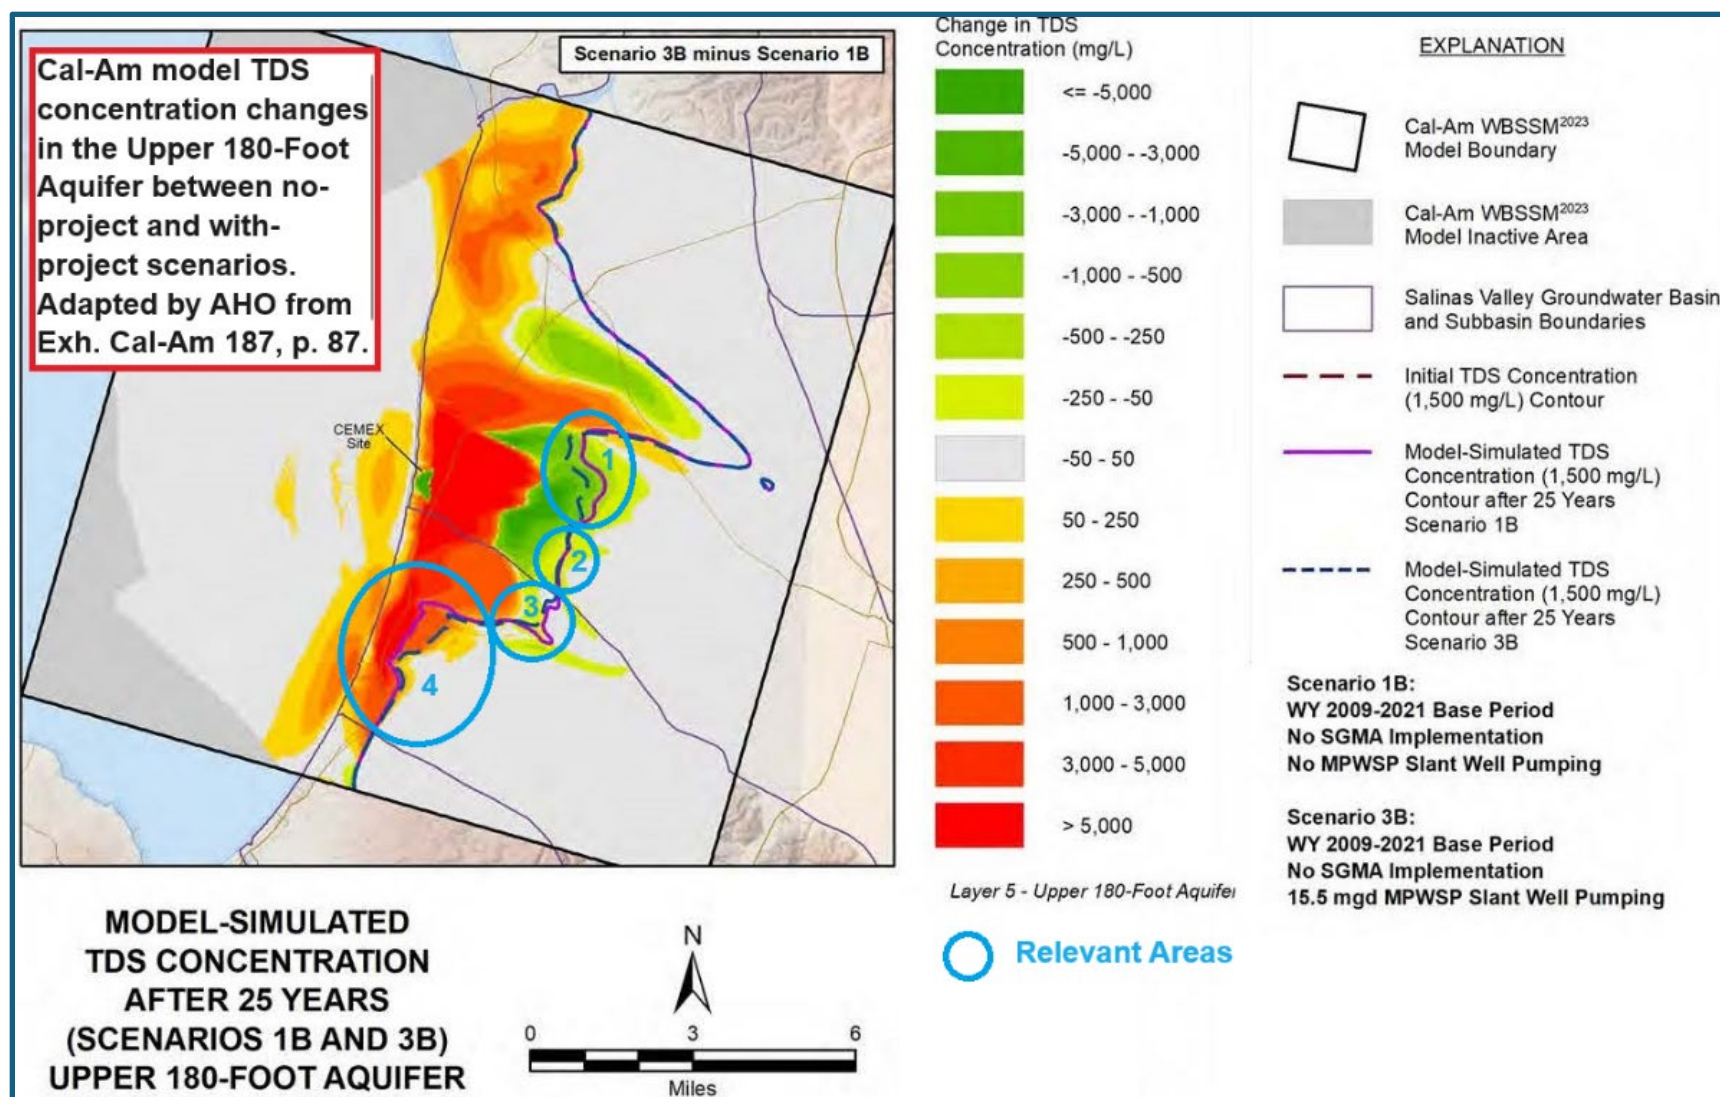 Scenario 3B minus Scenario 1B
Cal-Am model TDS
concentration changes
in the Upper 180-Foot
Aquifer between no-
project and with-
project scenarios.
Adapted by AHO from
Exh. Cal-Am 187, p. 87.
CEMEX
Site
1
2
3
4
MODEL-SIMULATED
TDS CONCENTRATION
AFTER 25 YEARS
(SCENARIOS 1B AND 3B)
UPPER 180-FOOT AQUIFER
N
0 3 6
Miles
Change in TDS
Concentration (mg/L)
<= -5,000
-5,000 - -3,000
-3,000 - -1,000
-1,000 - -500
-500 - -250
-250 - -50
-50 - 50
50 - 250
250 - 500
500 - 1,000
1,000 - 3,000
3,000 - 5,000
> 5,000
Layer 5 - Upper 180-Foot Aquifer
Relevant Areas
EXPLANATION
Cal-Am WBSSM2023
Model Boundary
Cal-Am WBSSM2023
Model Inactive Area
Salinas Valley Groundwater Basin
and Subbasin Boundaries
Initial TDS Concentration
(1,500 mg/L) Contour
Model-Simulated TDS
Concentration (1,500 mg/L)
Contour after 25 Years
Scenario 1B
Model-Simulated TDS
Concentration (1,500 mg/L)
Contour after 25 Years
Scenario 3B
Scenario 1B:
WY 2009-2021 Base Period
No SGMA Implementation
No MPWSP Slant Well Pumping
Scenario 3B:
WY 2009-2021 Base Period
No SGMA Implementation
15.5 mgd MPWSP Slant Well Pumping